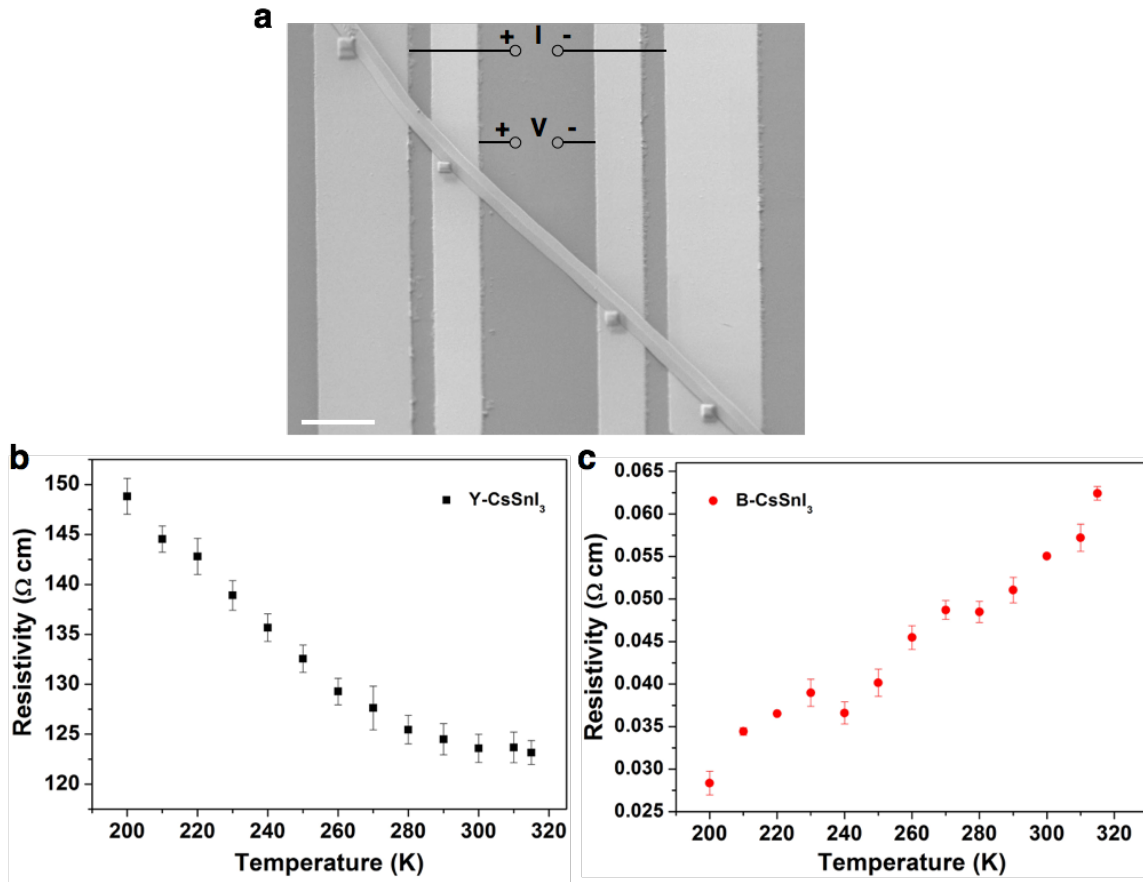 a
+ I -
+ V -
b
Y-CsSnI₃
150
145
140
135
130
125
120
Resistivity (Ω cm)
200 220 240 260 280 300 320
Temperature (K)
c
B-CsSnI₃
0.065
0.060
0.055
0.050
0.045
0.040
0.035
0.030
0.025
Resistivity (Ω cm)
200 220 240 260 280 300 320
Temperature (K)